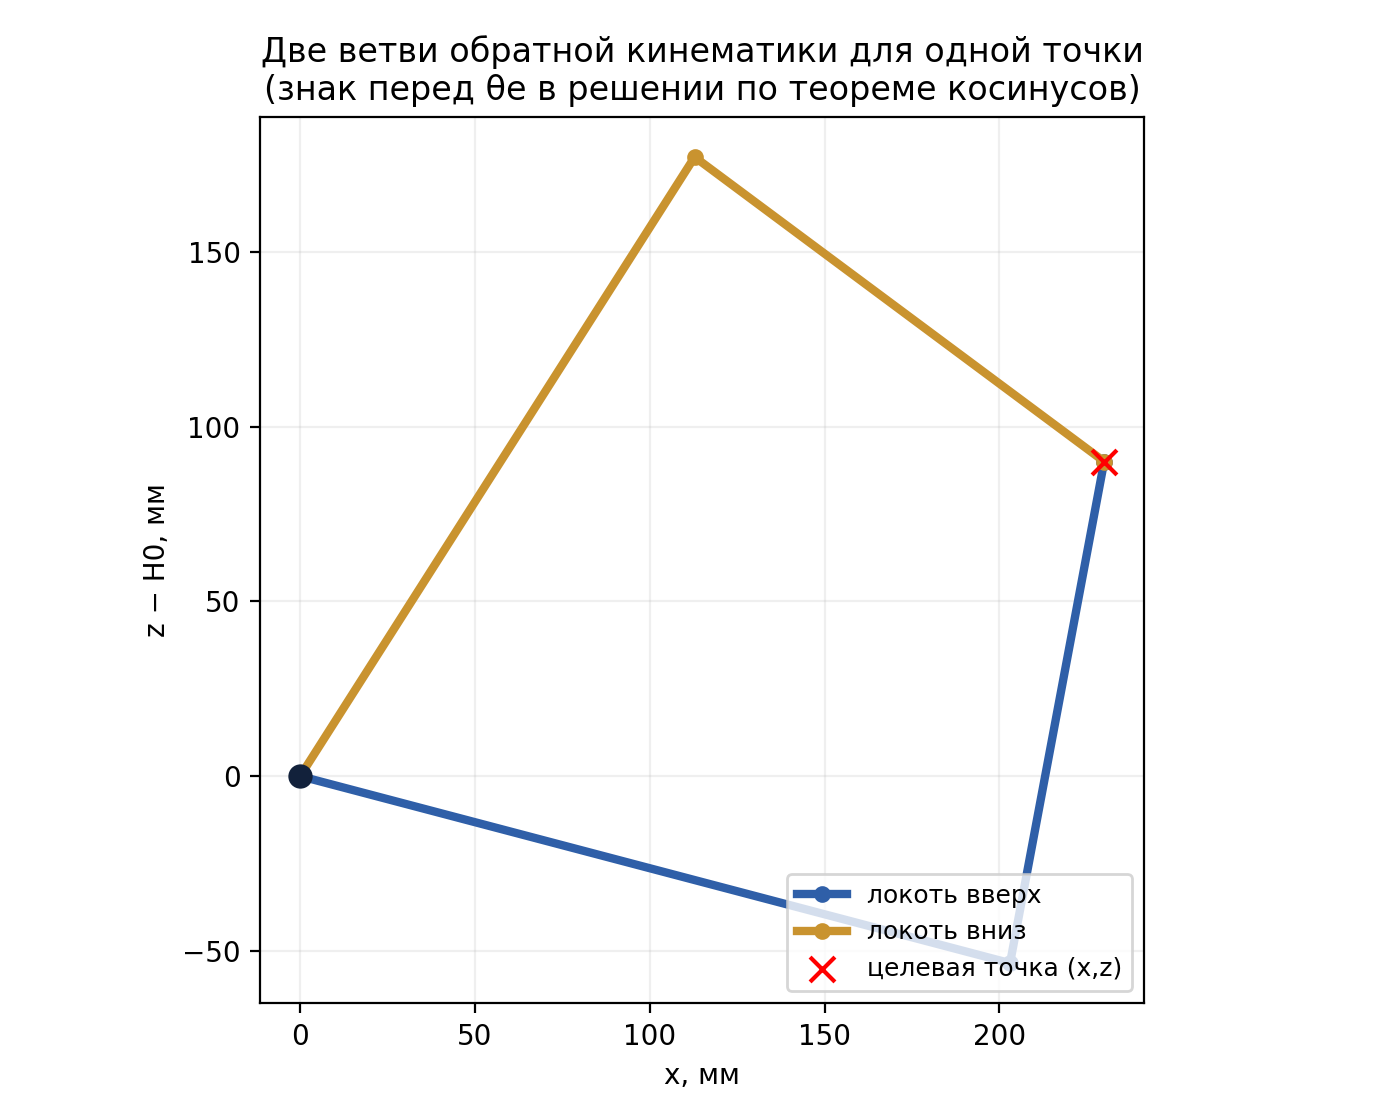 Две ветви обратной кинематики для одной точки
(знак перед θe в решении по теореме косинусов)
z − H0, мм
150
100
50
0
−50
локоть вверх
локоть вниз
целевая точка (x,z)
0
50
100
150
200
x, мм